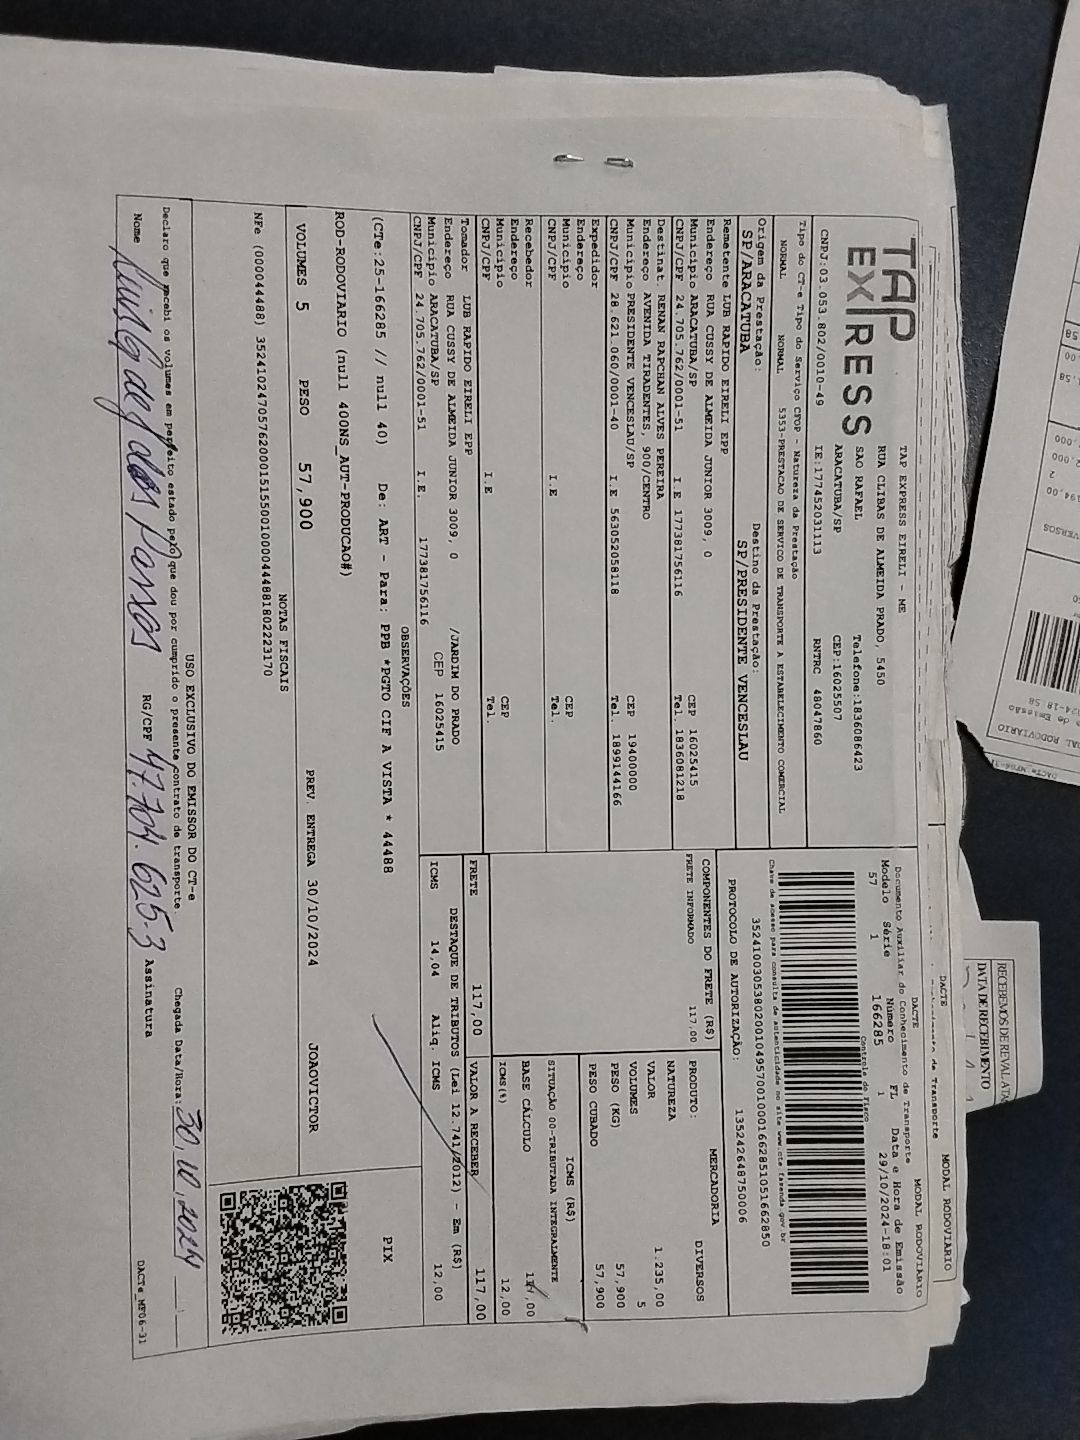 TAP EXPRESS
TAP EXPRESS EIRELI - ME
RUA CLIBAS DE ALMEIDA PRADO, 5450
SAO RAFAEL Telefone:1836086423
ARACATUBA/SP CEP:16025507
CNPJ:03.053.802/0010-49 IE:177452031113 RNTRC 48047860
DACTE MODAL RODOVIÁRIO
Documento Auxiliar do Conhecimento de Transporte
Modelo Série Número FL Data e Hora de Emissão
57 1 166285 1 29/10/2024-18:01
Controle do Fisco
Chave de acesso para consulta de autenticidade no site www.cte.fazenda.gov.br
35241003053802001049570010001662851051662850
PROTOCOLO DE AUTORIZAÇÃO: 135242648750006
Tipo do CT-e Tipo do Serviço CFOP - Natureza da Prestação
NORMAL NORMAL 5353-PRESTACAO DE SERVICO DE TRANSPORTE A ESTABELECIMENTO COMERCIAL
Origem da Prestação: Destino da Prestação:
SP/ARACATUBA SP/PRESIDENTE VENCESLAU
Remetente LUB RAPIDO EIRELI EPP
Endereço RUA CUSSY DE ALMEIDA JUNIOR 3009, 0
Município ARACATUBA/SP CEP 16025415
CNPJ/CPF 24.705.762/0001-51 I.E 177381756116 Tel. 1836081218
Destinat. RENAN RAPCHAN ALVES PEREIRA
Endereço AVENIDA TIRADENTES, 900/CENTRO
Município PRESIDENTE VENCESLAU/SP CEP 19400000
CNPJ/CPF 28.621.060/0001-40 I.E 563052058118 Tel. 1899144166
Expedidor
Endereço
Município CEP
CNPJ/CPF I.E Tel.
Recebedor
Endereço
Município CEP
CNPJ/CPF I.E Tel.
Tomador LUB RAPIDO EIRELI EPP
Endereço RUA CUSSY DE ALMEIDA JUNIOR 3009, 0 /JARDIM DO PRADO
Município ARACATUBA/SP CEP 16025415
CNPJ/CPF 24.705.762/0001-51 I.E. 177381756116
COMPONENTES DO FRETE (R$)
FRETE INFORMADO 117,00
MERCADORIA
PRODUTO: DIVERSOS
NATUREZA
VALOR 1.235,00
VOLUMES 5
PESO (KG) 57,900
PESO CUBADO 57,900
ICMS (R$)
SITUAÇÃO 00-TRIBUTADA INTEGRALMENTE
BASE CÁLCULO 117,00
ICMS(%) 12,00
FRETE 117,00 VALOR A RECEBER 117,00
DESTAQUE DE TRIBUTOS (Lei 12.741/2012) - Em (R$)
ICMS 14,04 Alíq. ICMS 12,00
OBSERVAÇÕES
(CTe:25-166285 // null 40) De: ART - Para: PPB *PGTO CIF A VISTA * 44488
ROD-RODOVIARIO (null 400NS_AUT-PRODUCAO#)
PIX
VOLUMES 5 PESO 57,900 PREV. ENTREGA 30/10/2024 JOAOVICTOR
NOTAS FISCAIS
NFe (000044488) 35241024705762000151550010000444881802223170
USO EXCLUSIVO DO EMISSOR DO CT-e
Declaro que recebi os volumes em perfeito estado pelo que dou por cumprido o presente contrato de transporte. Chegada Data/Hora: 30,10,2024
Nome RG/CPF 47.704.625-3 Assinatura
DACTe_MF06-31
DACTE MODAL RODOVIÁRIO
DATA DE RECEBIMENTO